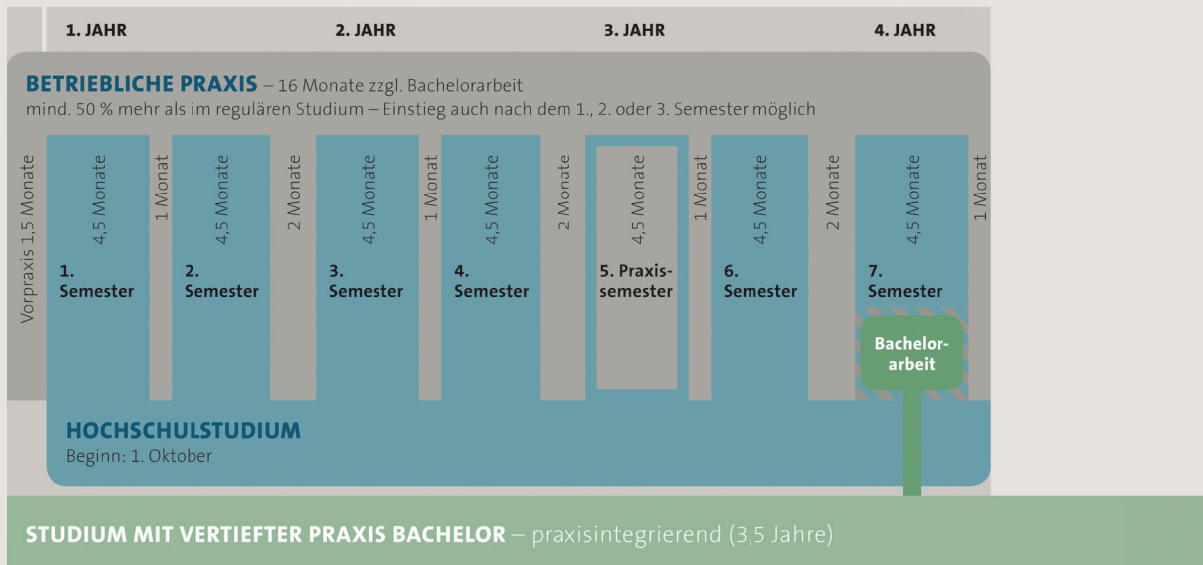 1. JAHR
2. JAHR
3. JAHR
4. JAHR
BETRIEBLICHE PRAXIS – 16 Monate zzgl. Bachelorarbeit
mind. 50 % mehr als im regulären Studium – Einstieg auch nach dem 1., 2. oder 3. Semester möglich
Vorpraxis 1,5 Monate
4,5 Monate
1.
Semester
1 Monat
4,5 Monate
2.
Semester
2 Monate
4,5 Monate
3.
Semester
1 Monat
4,5 Monate
4.
Semester
2 Monate
4,5 Monate
5. Praxis-
semester
1 Monat
4,5 Monate
6.
Semester
2 Monate
4,5 Monate
7.
Semester
Bachelor-
arbeit
1 Monat
HOCHSCHULSTUDIUM
Beginn: 1. Oktober
STUDIUM MIT VERTIEFTER PRAXIS BACHELOR – praxisintegrierend (3,5 Jahre)